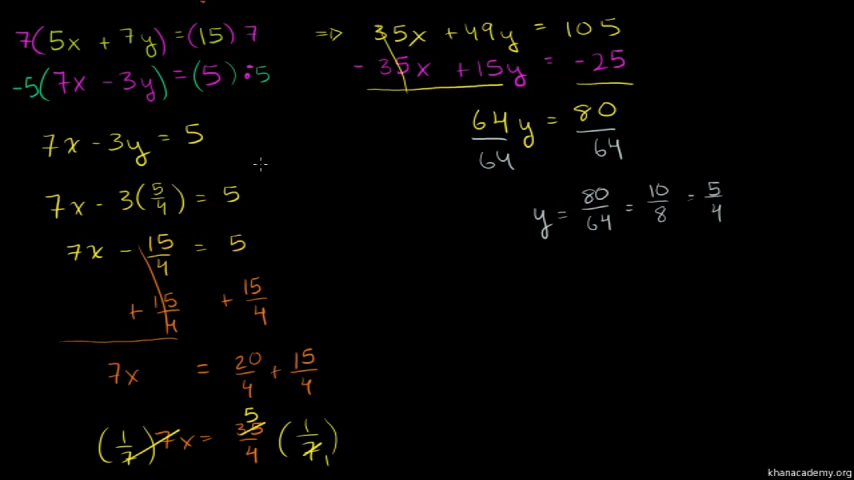 7(5x + 7y) = (15) 7 ⇒ 35x + 49y = 105
-5(7x - 3y) = (5) · 5 - 35x + 15y = -25
64y/64 = 80/64
7x - 3y = 5
y = 80/64 = 10/8 = 5/4
7x - 3(5/4) = 5
7x - 15/4 = 5
+ 15/4 + 15/4
7x = 20/4 + 15/4
(1/7) 7x = 35/4 (1/7)
5
1
khanacademy.org